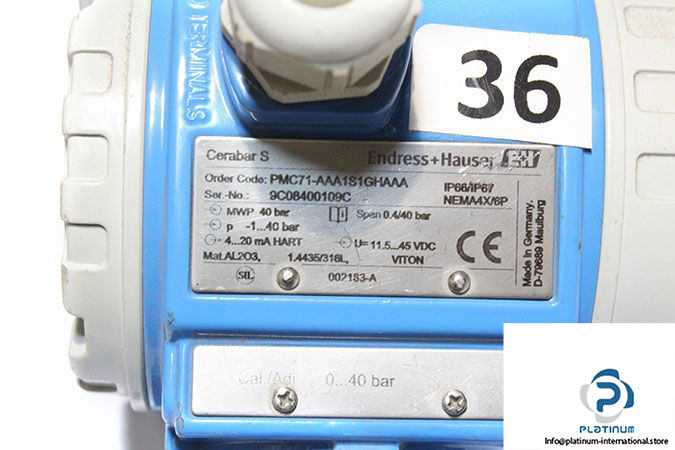 D TERMINALS
36
Cerabar S Endress+Hauser E+H
Order Code: PMC71-AAA1S1GHAAA IP66/IP67
Ser.-No.: 9C08400109C NEMA4X/6P
MWP 40 bar Span 0.4/40 bar
p -1...40 bar
4...20 mA HART U= 11.5...45 VDC
Mat.AL2O3, 1.4435/316L, VITON
SIL 002183-A
CE
Made in Germany,
D-79689 Maulburg
Cal./Adj. 0...40 bar
PLATINUM
Info@platinum-international.store